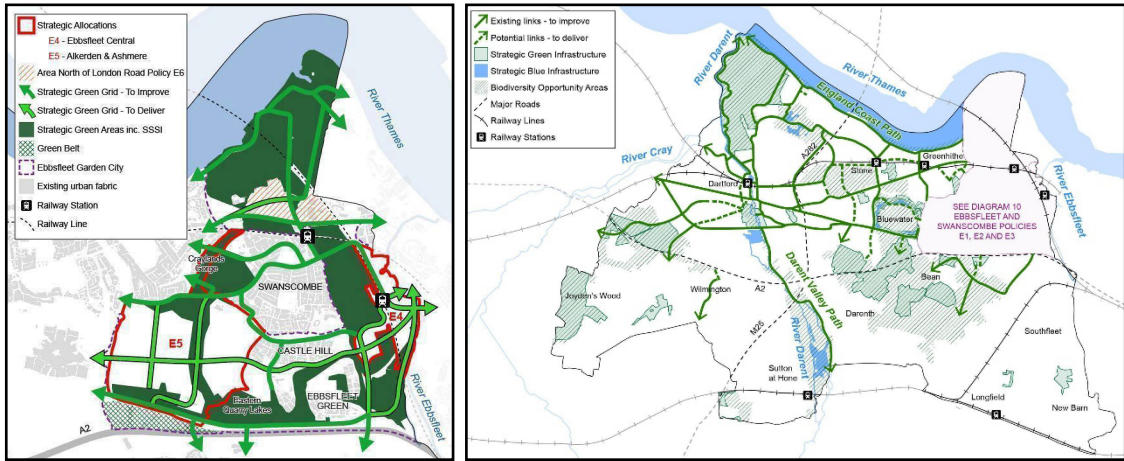 Strategic Allocations
E4 - Ebbsfleet Central
E5 - Alkerden & Ashmere
Area North of London Road Policy E6
Strategic Green Grid - To Improve
Strategic Green Grid - To Deliver
Strategic Green Areas inc. SSSI
Green Belt
Ebbsfleet Garden City
Existing urban fabric
Railway Station
Railway Line
River Thames
Craylands
Gorge
SWANSCOMBE
E4
E5
CASTLE HILL
EBBSFLEET
GREEN
Eastern
Quarry Lakes
River Ebbsfleet
A2
Existing links - to improve
Potential links - to deliver
Strategic Green Infrastructure
Strategic Blue Infrastructure
Biodiversity Opportunity Areas
Major Roads
Railway Lines
Railway Stations
River Darent
River Thames
England Coast Path
River Cray
A282
Greenhithe
Stone
Dartford
River Ebbsfleet
Bluewater
SEE DIAGRAM 10
EBBSFLEET AND
SWANSCOMBE POLICIES
E1, E2 AND E3
Darent Valley Path
Bean
Joyden's Wood
Wilmington
A2
Darenth
M25
River Darent
Southfleet
Sutton
at Hone
Longfield
New Barn